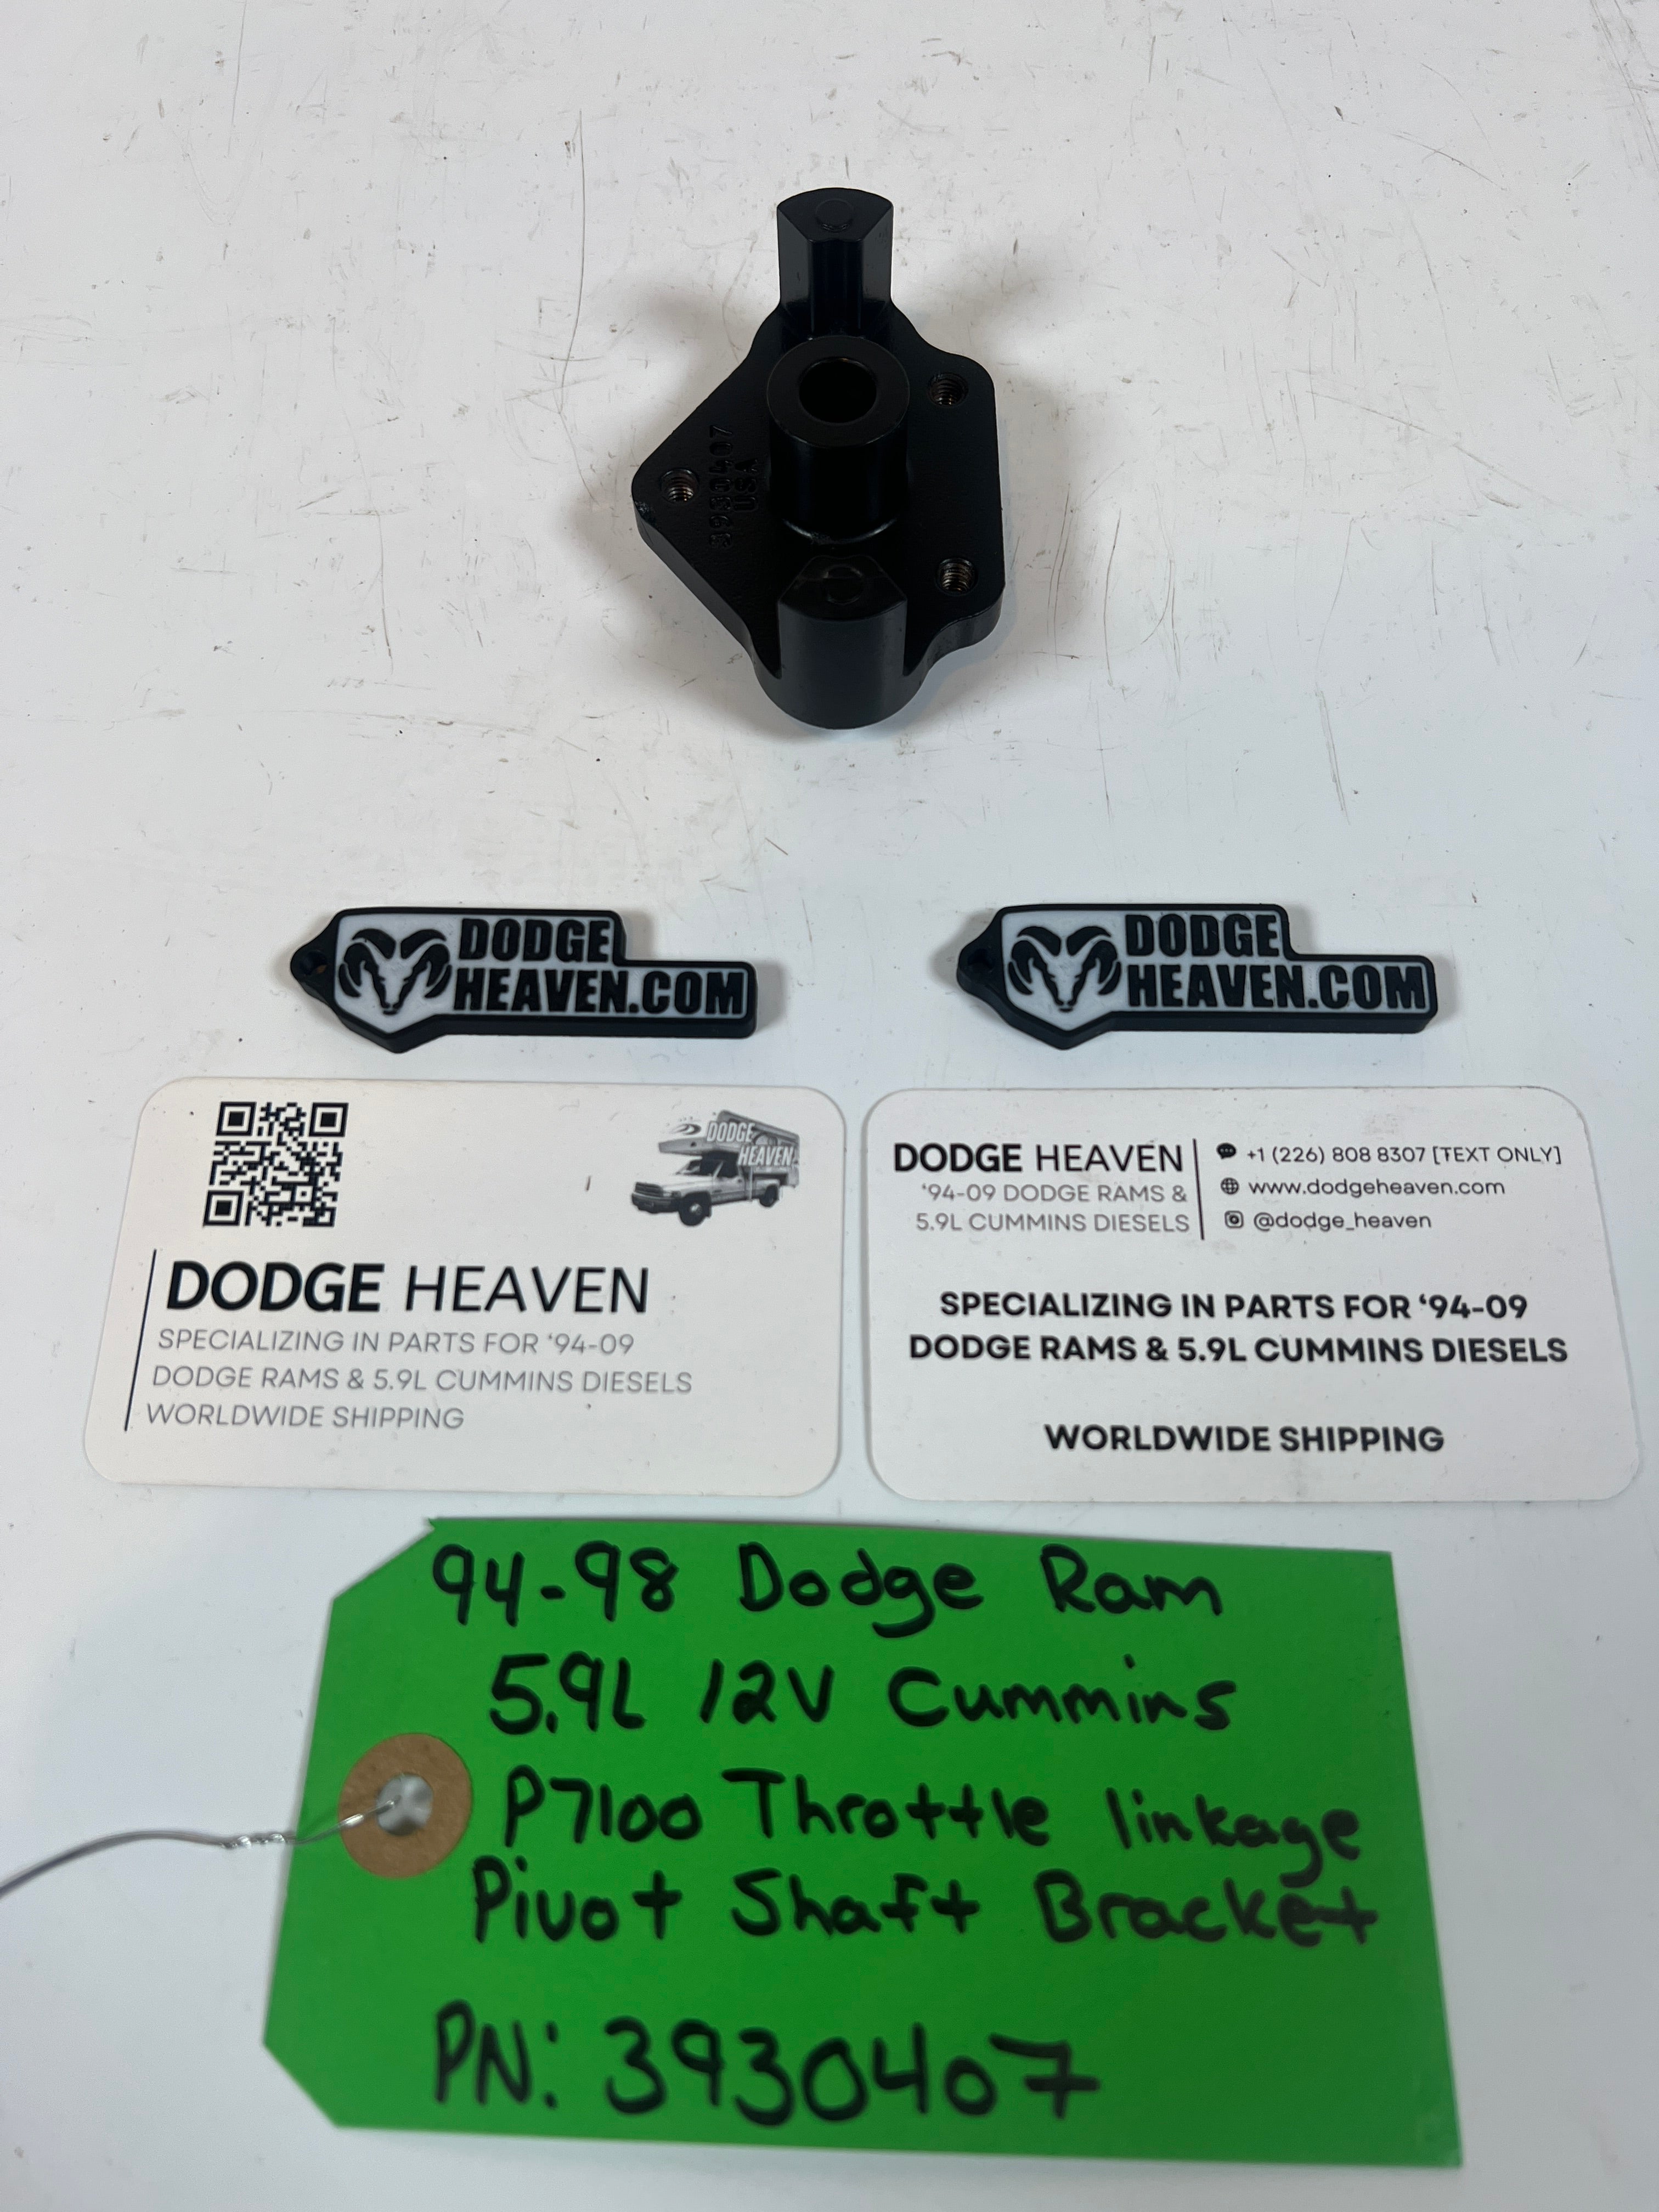 3930407
USA
DODGE
HEAVEN.COM
DODGE
HEAVEN.COM
DODGE
HEAVEN
DODGE HEAVEN
SPECIALIZING IN PARTS FOR ‘94-09
DODGE RAMS & 5.9L CUMMINS DIESELS
WORLDWIDE SHIPPING
DODGE HEAVEN
‘94-09 DODGE RAMS &
5.9L CUMMINS DIESELS
+1 (226) 808 8307 [TEXT ONLY]
www.dodgeheaven.com
@dodge_heaven
SPECIALIZING IN PARTS FOR ‘94-09
DODGE RAMS & 5.9L CUMMINS DIESELS
WORLDWIDE SHIPPING
94-98 Dodge Ram
5.9L 12V Cummins
P7100 Throttle linkage
Pivot Shaft Bracket
PN: 3930407